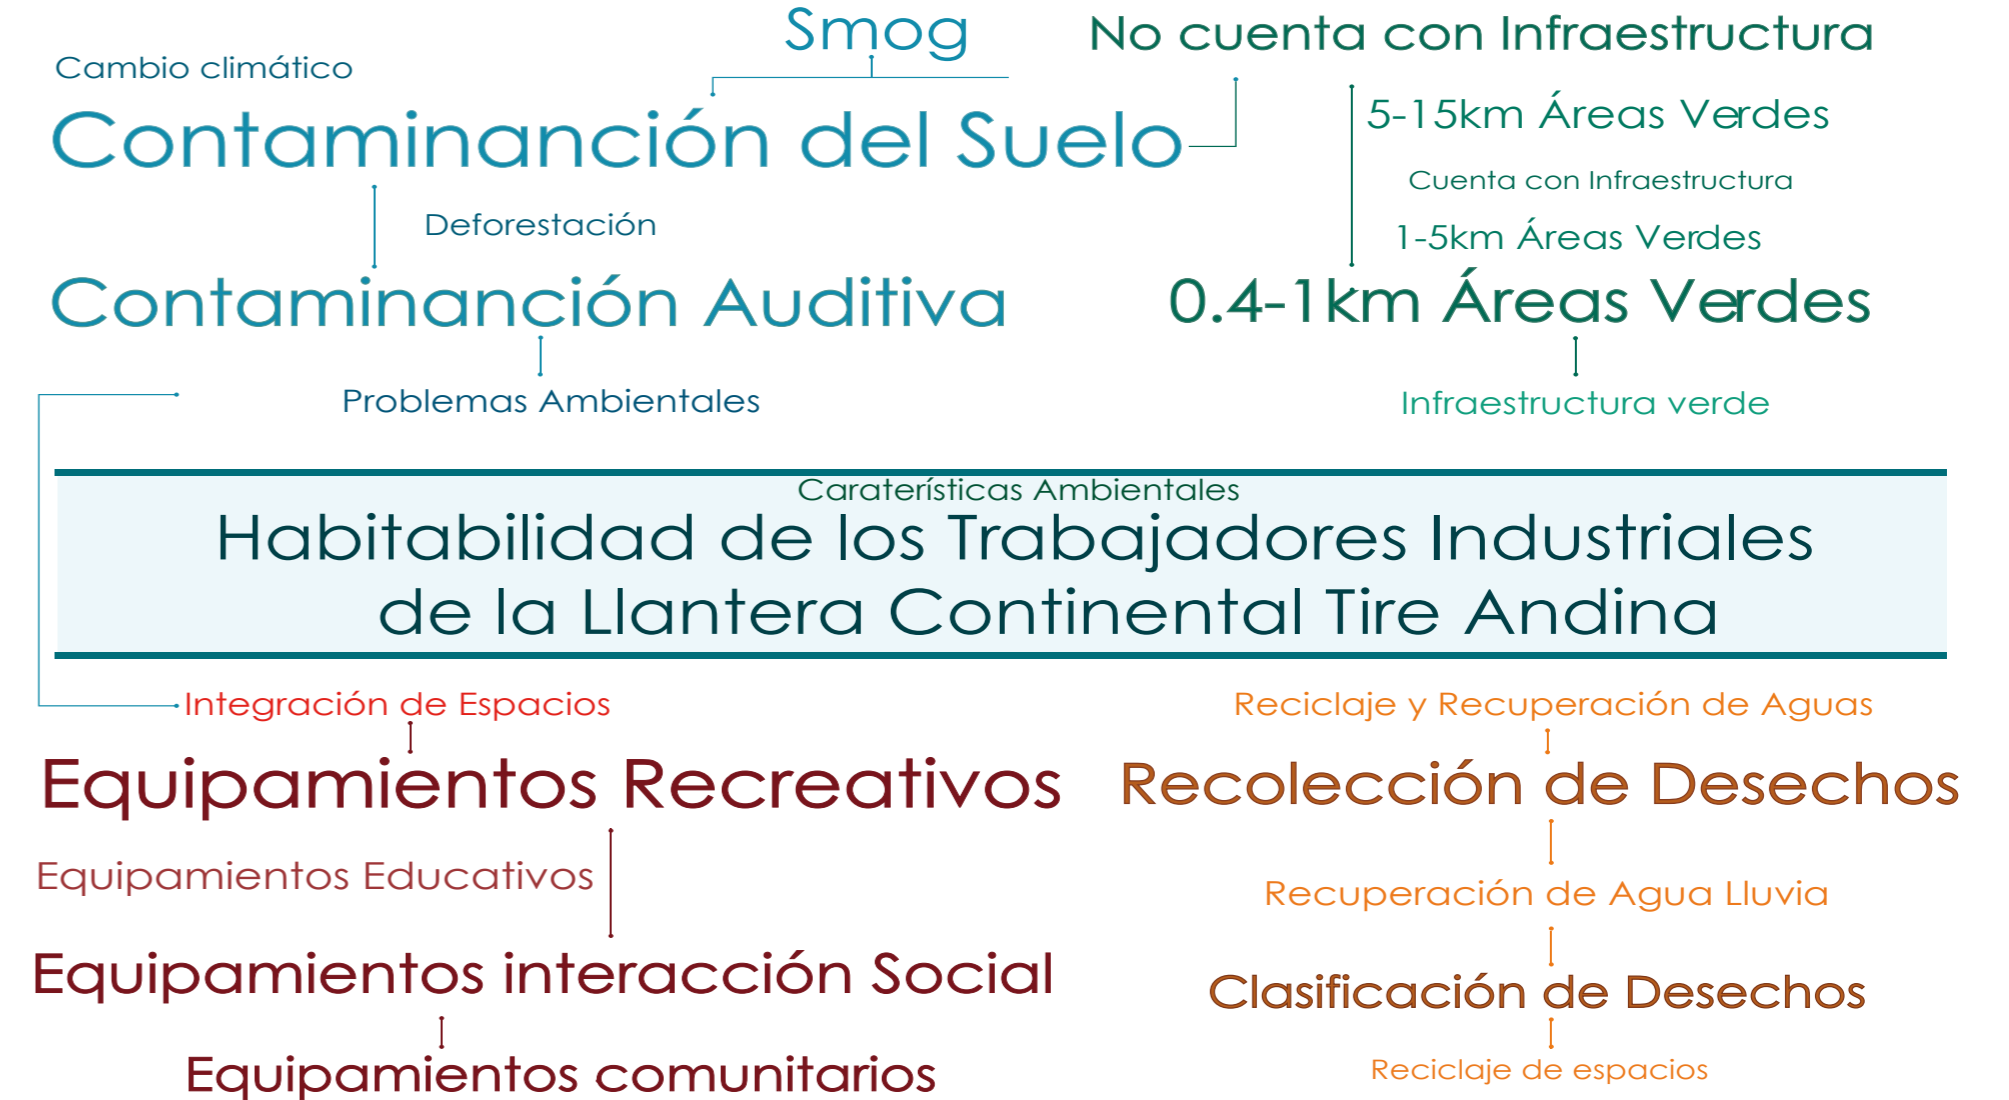 Smog
No cuenta con Infraestructura
Cambio climático
5-15km Áreas Verdes
Contaminanción del Suelo
Cuenta con Infraestructura
Deforestación
1-5km Áreas Verdes
Contaminanción Auditiva
0.4-1km Áreas Verdes
Problemas Ambientales
Infraestructura verde
Caraterísticas Ambientales
Habitabilidad de los Trabajadores Industriales
de la Llantera Continental Tire Andina
Integración de Espacios
Reciclaje y Recuperación de Aguas
Equipamientos Recreativos
Recolección de Desechos
Equipamientos Educativos
Recuperación de Agua Lluvia
Equipamientos interacción Social
Clasificación de Desechos
Equipamientos comunitarios
Reciclaje de espacios